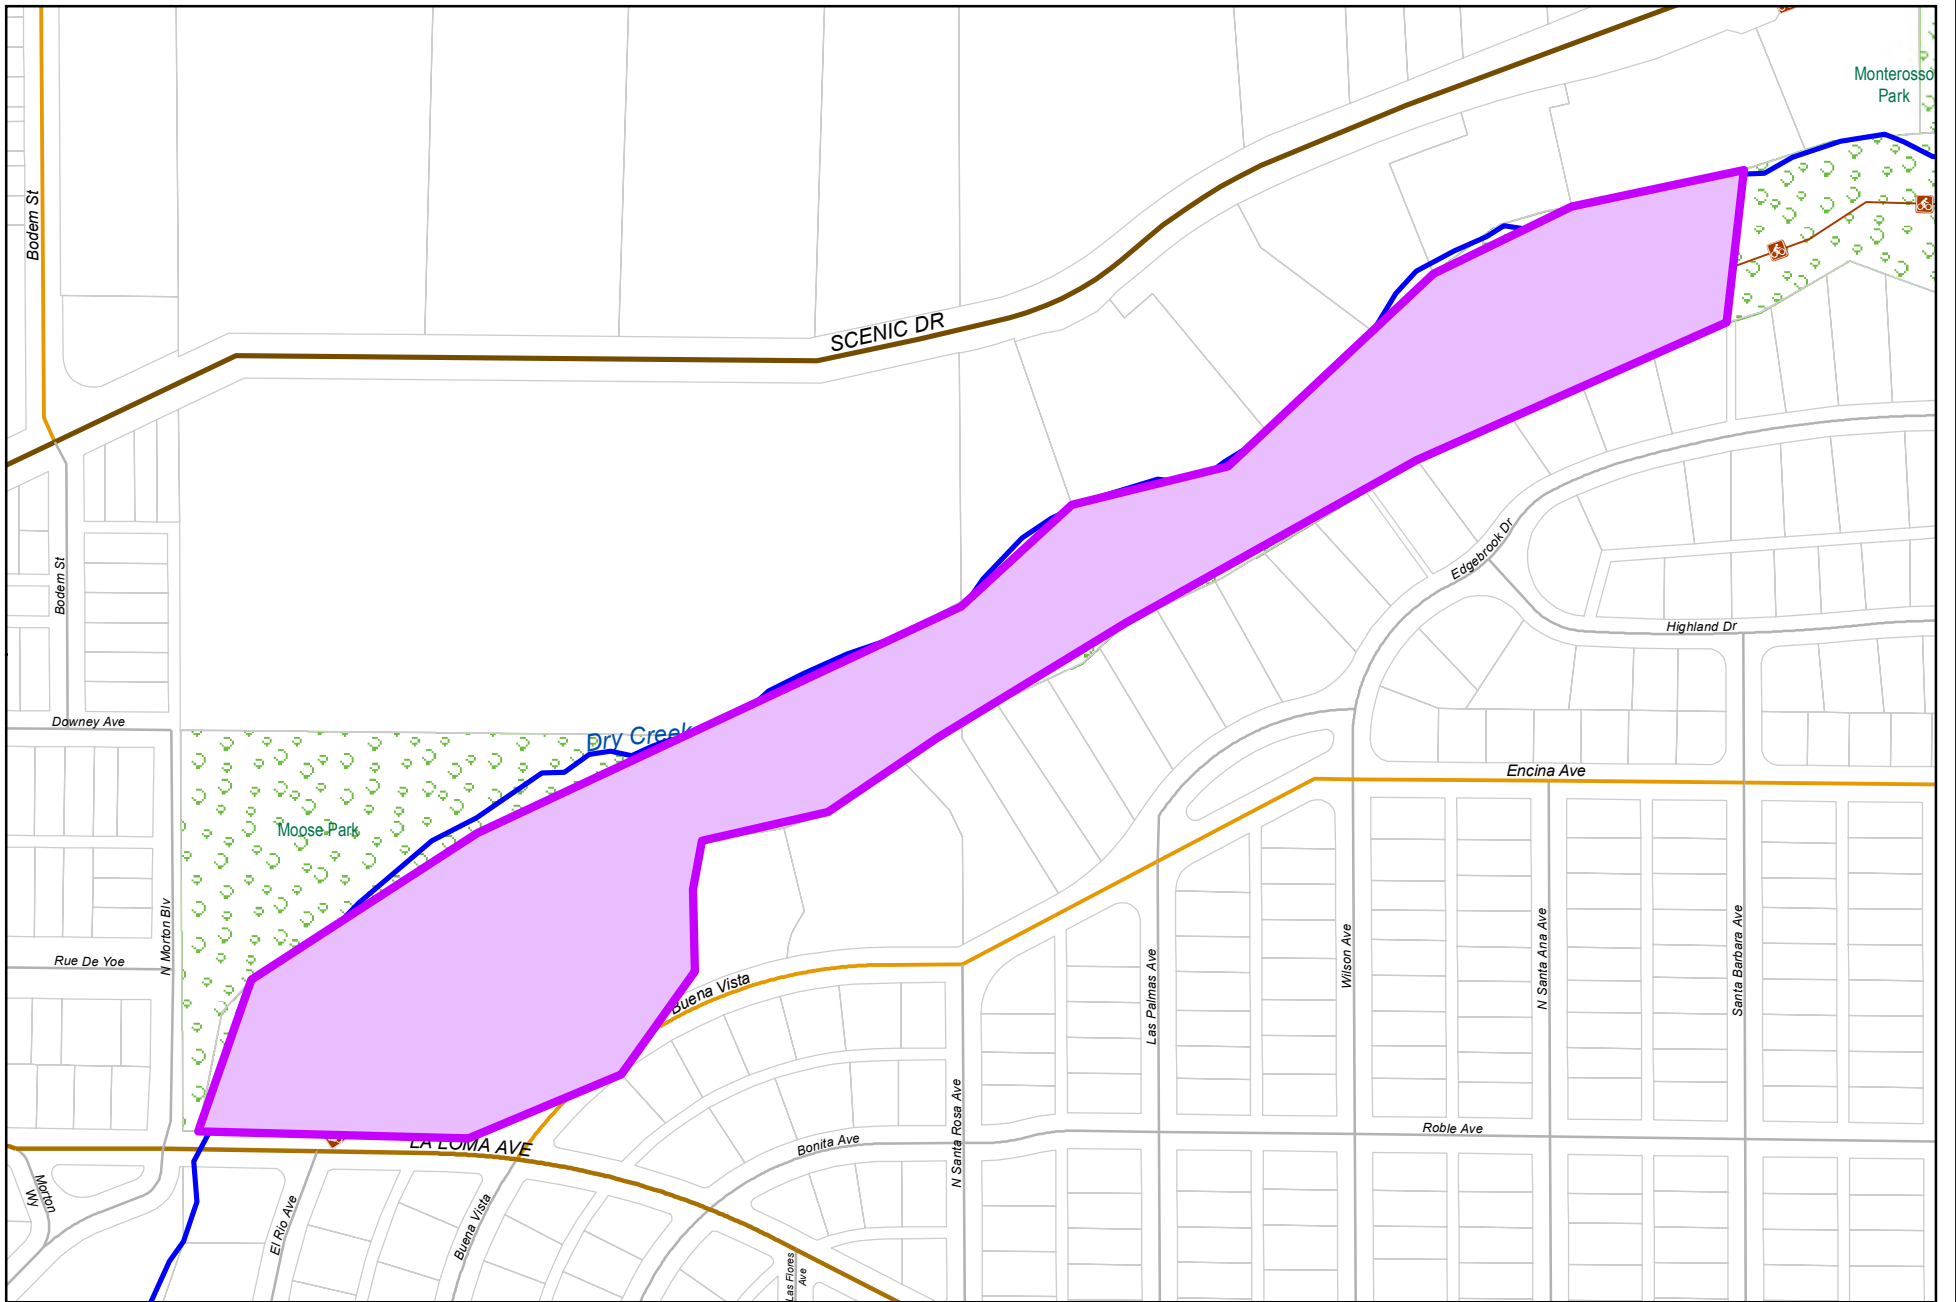 Monterosso
Park
Bodem St
SCENIC DR
Edgebrook Dr
Bodem St
Highland Dr
Downey Ave
Dry Creek
Encina Ave
Moose Park
N Morton Blv
Rue De Yoe
Buena Vista
Las Palmas Ave
Wilson Ave
N Santa Ana Ave
Santa Barbara Ave
N Santa Rosa Ave
LA LOMA AVE
Bonita Ave
Roble Ave
Morton
Wy
El Rio Ave
Buena Vista
Las Flores
Ave